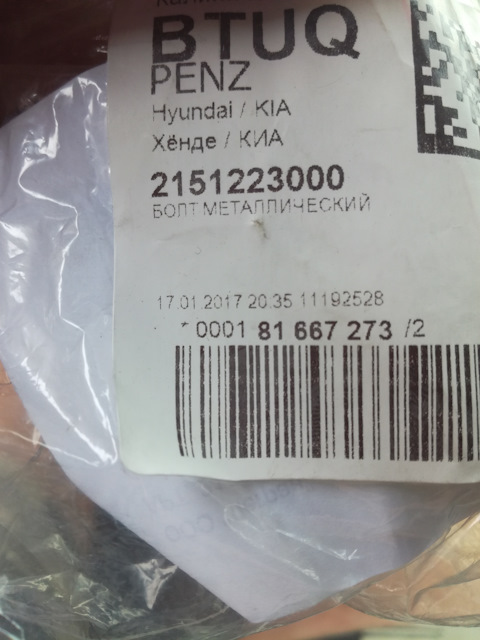 BTUQ
PENZ
Hyundai / KIA
Хёнде / КИА
2151223000
БОЛТ МЕТАЛЛИЧЕСКИЙ
17.01.2017 20:35 11192528
* 0001 81 667 273 /2